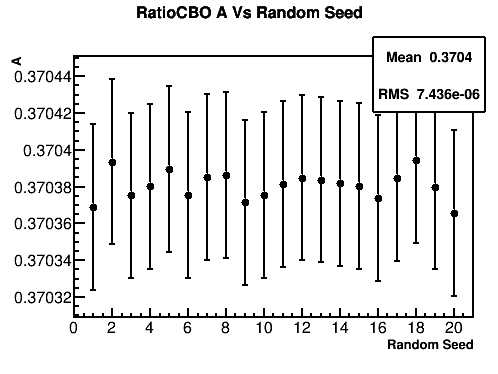 RatioCBO A Vs Random Seed
Mean 0.3704
RMS 7.436e-06
A
0.37044
0.37042
0.3704
0.37038
0.37036
0.37034
0.37032
0 2 4 6 8 10 12 14 16 18 20
Random Seed